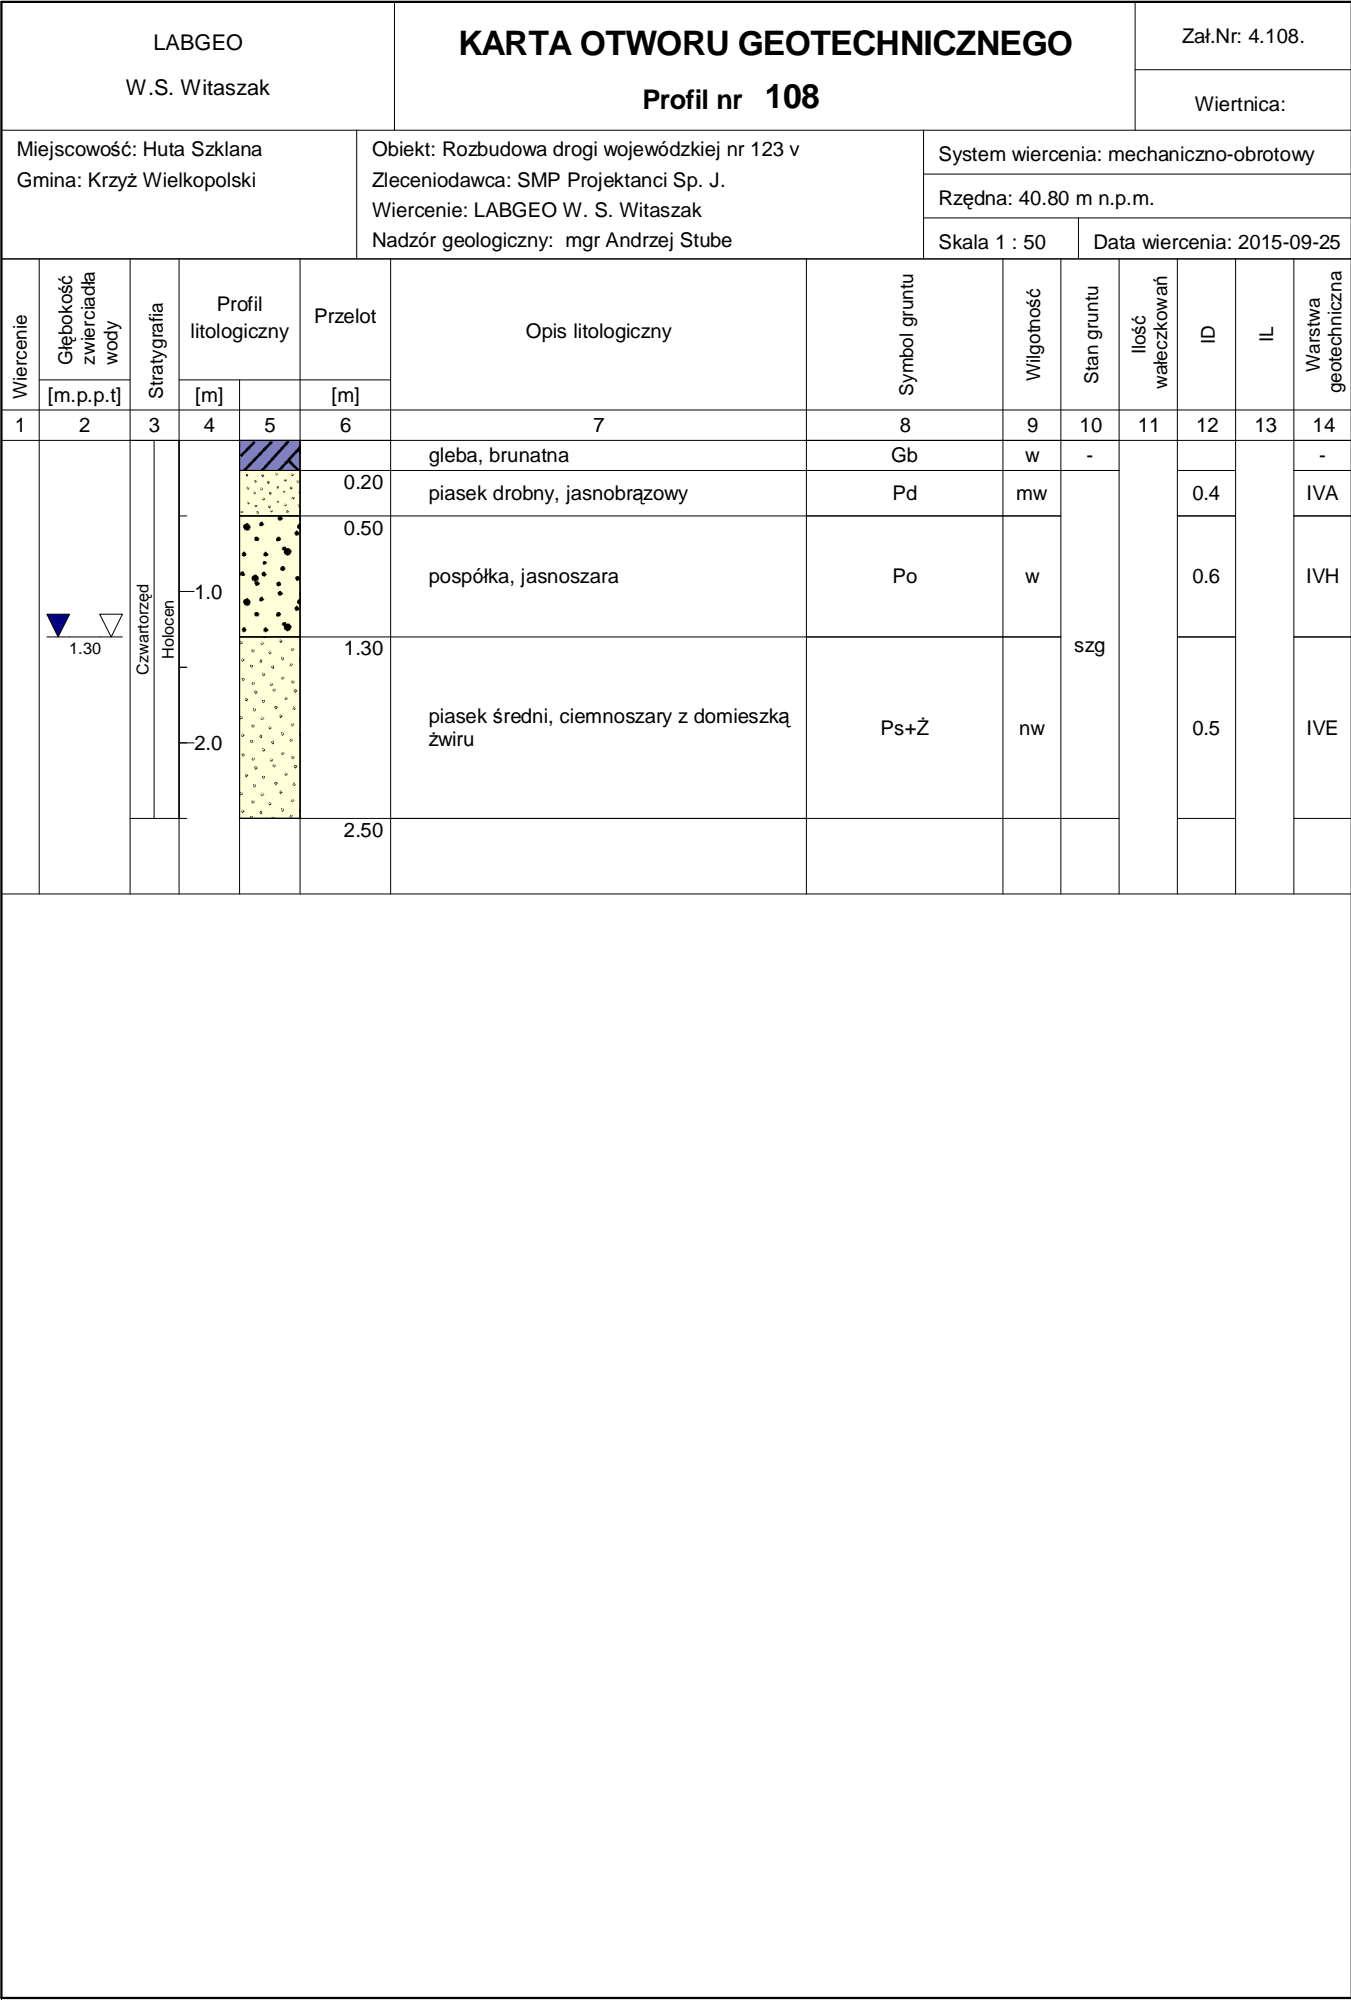 LABGEO
W.S. Witaszak
KARTA OTWORU GEOTECHNICZNEGO
Profil nr 108
Zał.Nr: 4.108.
Wiertnica:
Miejscowość: Huta Szklana
Gmina: Krzyż Wielkopolski
Obiekt: Rozbudowa drogi wojewódzkiej nr 123 v
Zleceniodawca: SMP Projektanci Sp. J.
Wiercenie: LABGEO W. S. Witaszak
Nadzór geologiczny: mgr Andrzej Stube
System wiercenia: mechaniczno-obrotowy
Rzędna: 40.80 m n.p.m.
Skala 1 : 50
Data wiercenia: 2015-09-25
Wiercenie
Głębokość
zwierciadła
wody
[m.p.p.t]
Stratygrafia
Profil
litologiczny
[m]
Przelot
[m]
Opis litologiczny
Symbol gruntu
Wilgotność
Stan gruntu
Ilość
wałeczkowań
ID
IL
Warstwa
geotechniczna
1 2 3 4 5 6 7 8 9 10 11 12 13 14
gleba, brunatna Gb w - -
0.20 piasek drobny, jasnobrązowy Pd mw 0.4 IVA
0.50
pospółka, jasnoszara Po w 0.6 IVH
1.0
Czwartorzęd
Holocen
1.30
1.30
szg
piasek średni, ciemnoszary z domieszką
żwiru
Ps+Ż nw 0.5 IVE
2.0
2.50